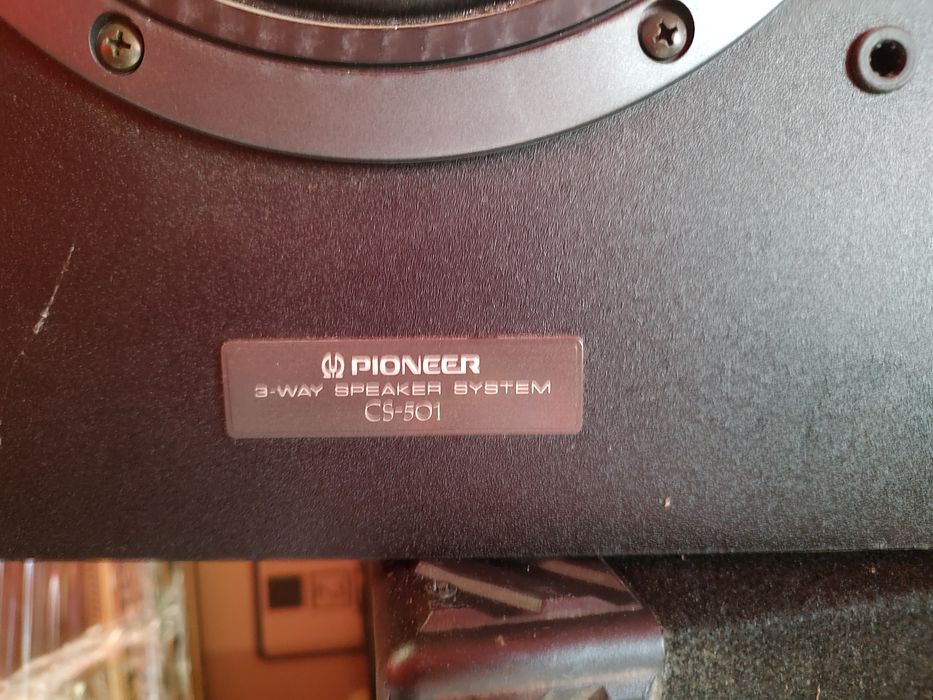 PIONEER
3-WAY SPEAKER SYSTEM
CS-501